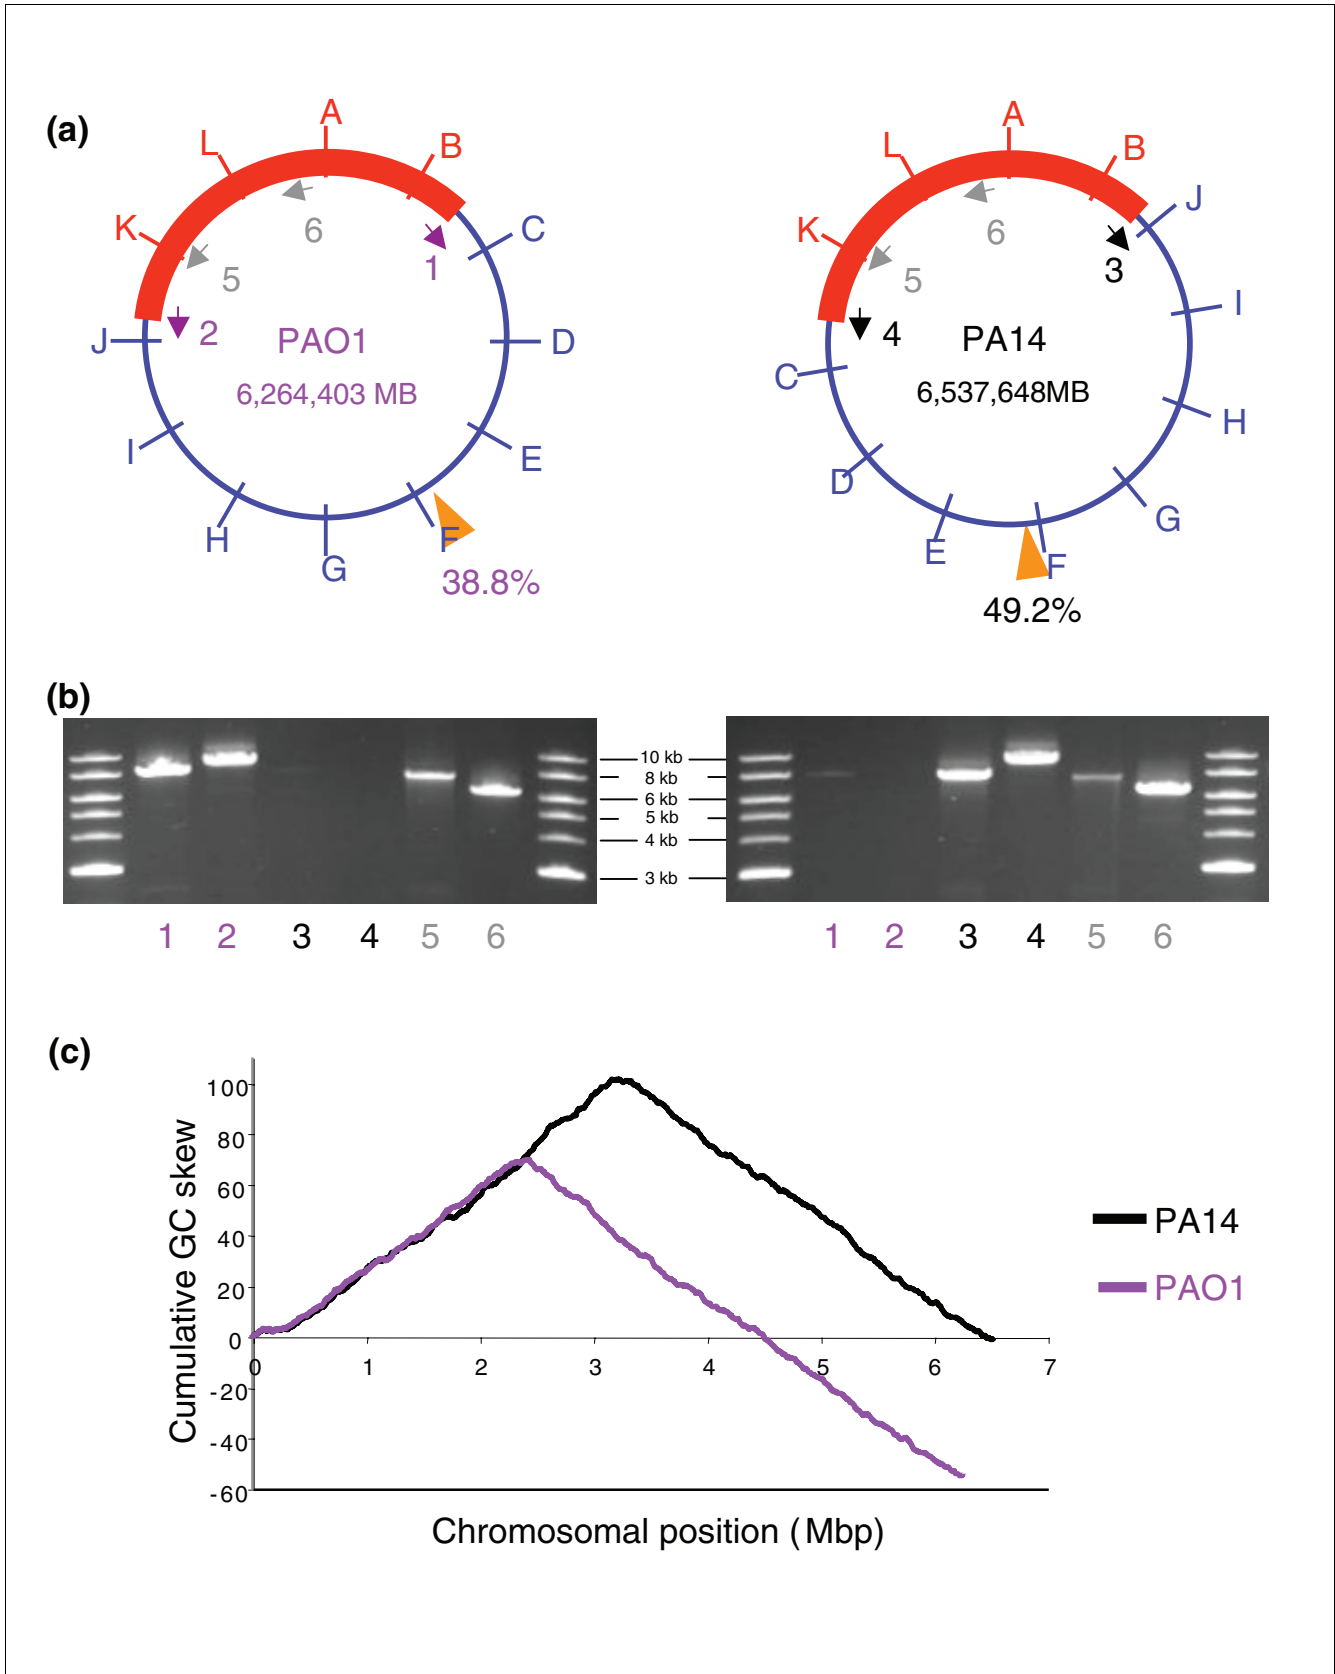 (a)
A
B
L
K
C
6
5
1
2
J
PAO1
D
6,264,403 MB
I
E
H
F
G
38.8%
A
B
L
J
K
6
5
3
I
4
PA14
C
6,537,648MB
H
D
G
E
F
49.2%
(b)
10 kb
8 kb
6 kb
5 kb
4 kb
3 kb
1 2 3 4 5 6
1 2 3 4 5 6
(c)
Cumulative GC skew
100
80
60
40
20
0
-20
-40
-60
0 1 2 3 4 5 6 7
PA14
PAO1
Chromosomal position (Mbp)